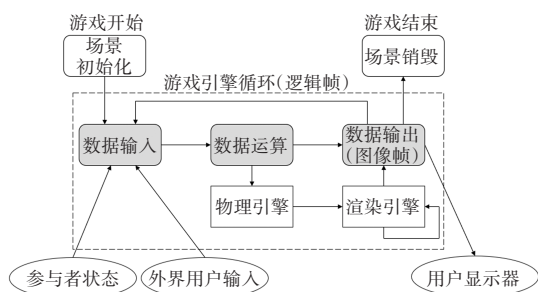 游戏开始
游戏结束
场景
初始化
场景销毁
游戏引擎循环(逻辑帧)
数据输入
数据运算
数据输出
(图像帧)
物理引擎
渲染引擎
参与者状态
外界用户输入
用户显示器